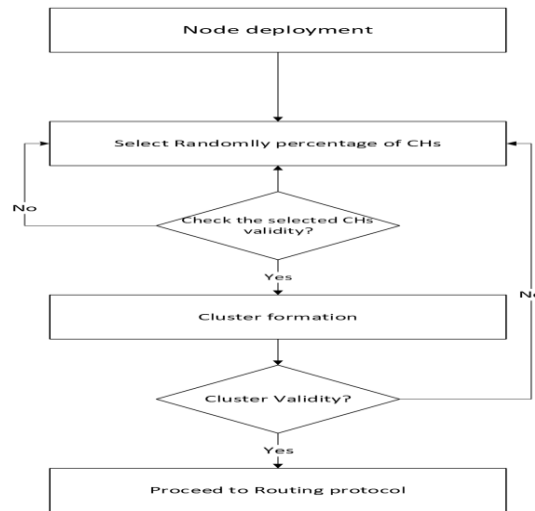 Node deployment
Select Randomlly percentage of CHs
No
Check the selected CHs
validity?
Yes
Cluster formation
No
Cluster Validity?
Yes
Proceed to Routing protocol